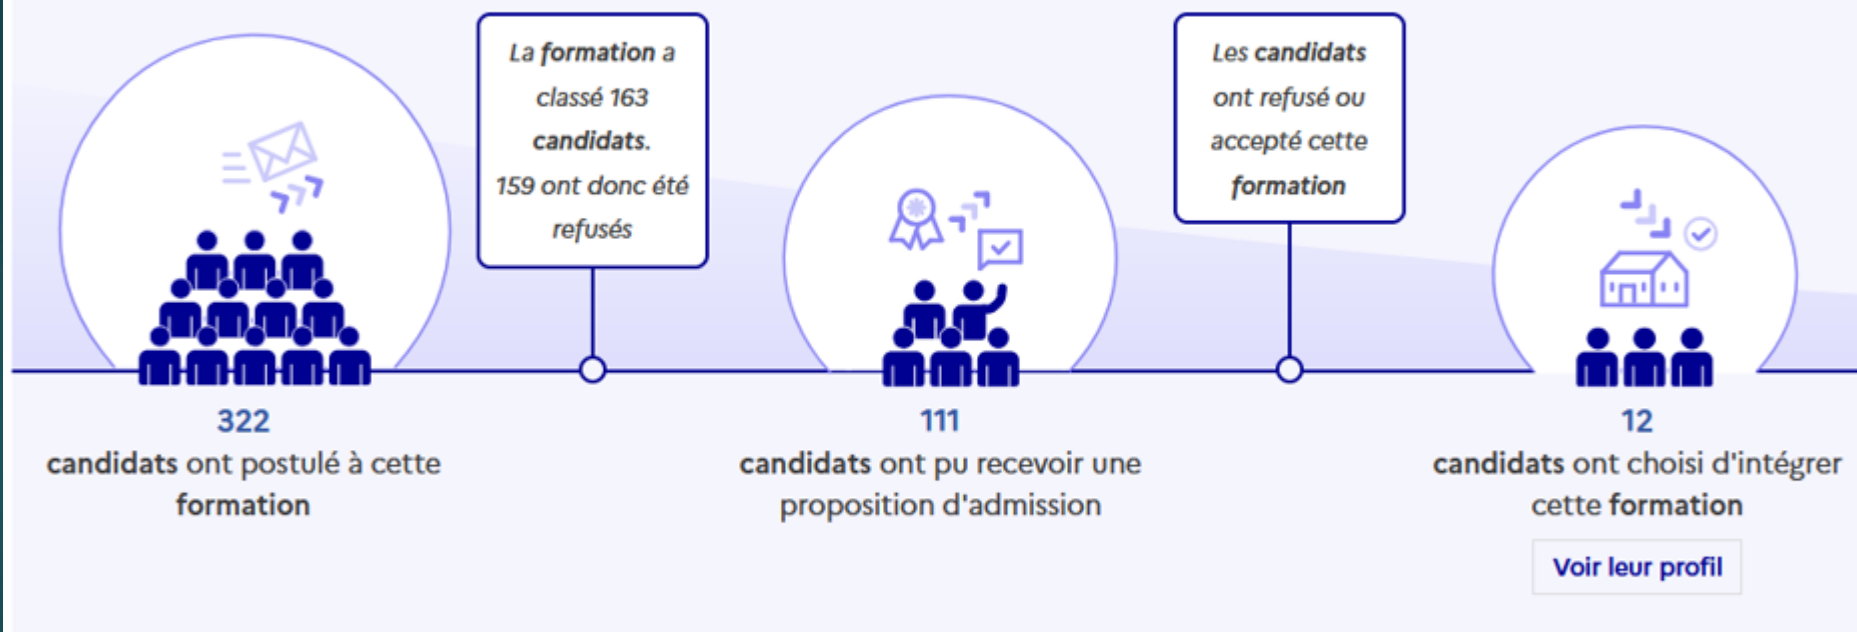 La formation a
classé 163
candidats.
159 ont donc été
refusés
Les candidats
ont refusé ou
accepté cette
formation
322
candidats ont postulé à cette
formation
111
candidats ont pu recevoir une
proposition d'admission
12
candidats ont choisi d'intégrer
cette formation
Voir leur profil